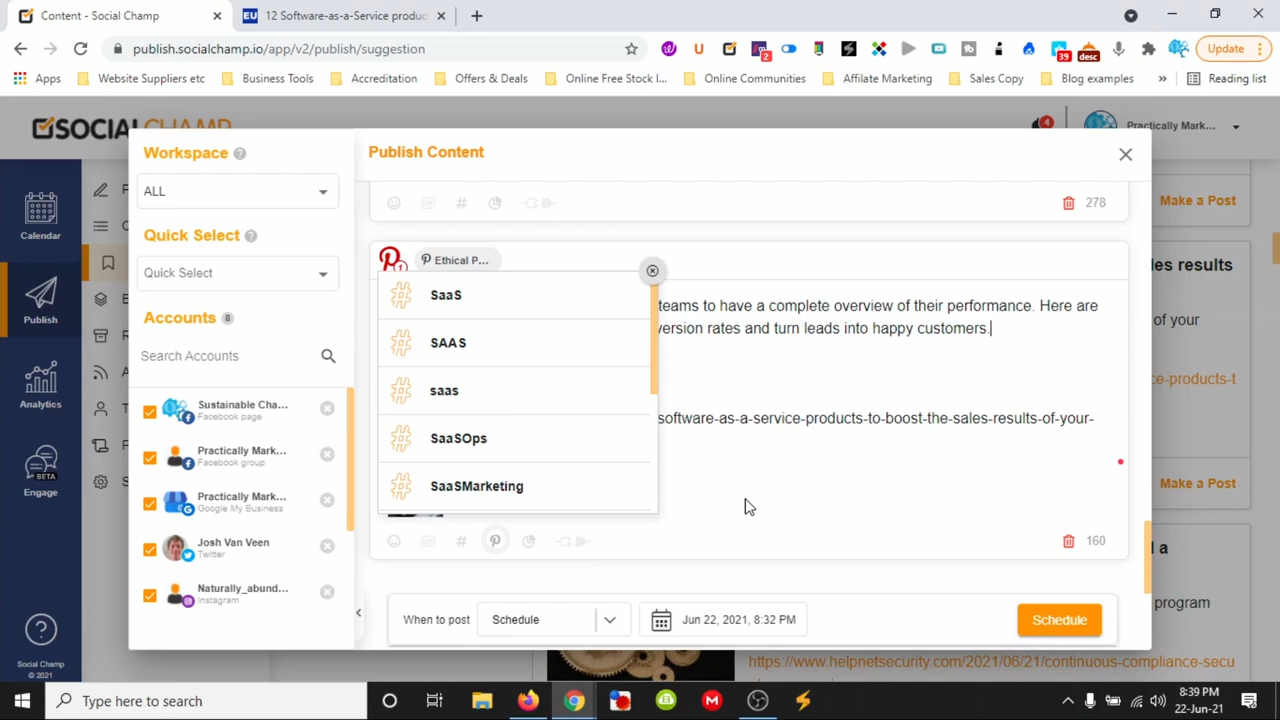 Content - Social Champ
EU 12 Software-as-a-Service produc
publish.socialchamp.io/app/v2/publish/suggestion
Update
2
39
desc
Apps
Website Suppliers etc
Business Tools
Accreditation
Offers & Deals
Online Free Stock I...
Online Communities
Affilate Marketing
Sales Copy
Blog examples
»
Reading list
SOCIALCHAMP
4
Practically Mark...
Workspace
Publish Content
ALL
278
Make a Post
Calendar
Quick Select
Quick Select
Ethical P...
1
les results
SaaS
teams to have a complete overview of their performance. Here are
s of your
Publish
Accounts 8
version rates and turn leads into happy customers.
SAAS
Search Accounts
ce-products-t
saas
Analytics
Sustainable Cha...
Facebook page
software-as-a-service-products-to-boost-the-sales-results-of-your-
SaaSOps
Practically Mark...
Facebook group
BETA
Engage
SaaSMarketing
Make a Post
Practically Mark...
Google My Business
Josh Van Veen
Twitter
160
d a
Naturally_abund...
Instagram
program
When to post
Schedule
Jun 22, 2021, 8:32 PM
Schedule
Social Champ
© 2021
https://www.helpnetsecurity.com/2021/06/21/continuous-compliance-secu
Type here to search
8:39 PM
22-Jun-21